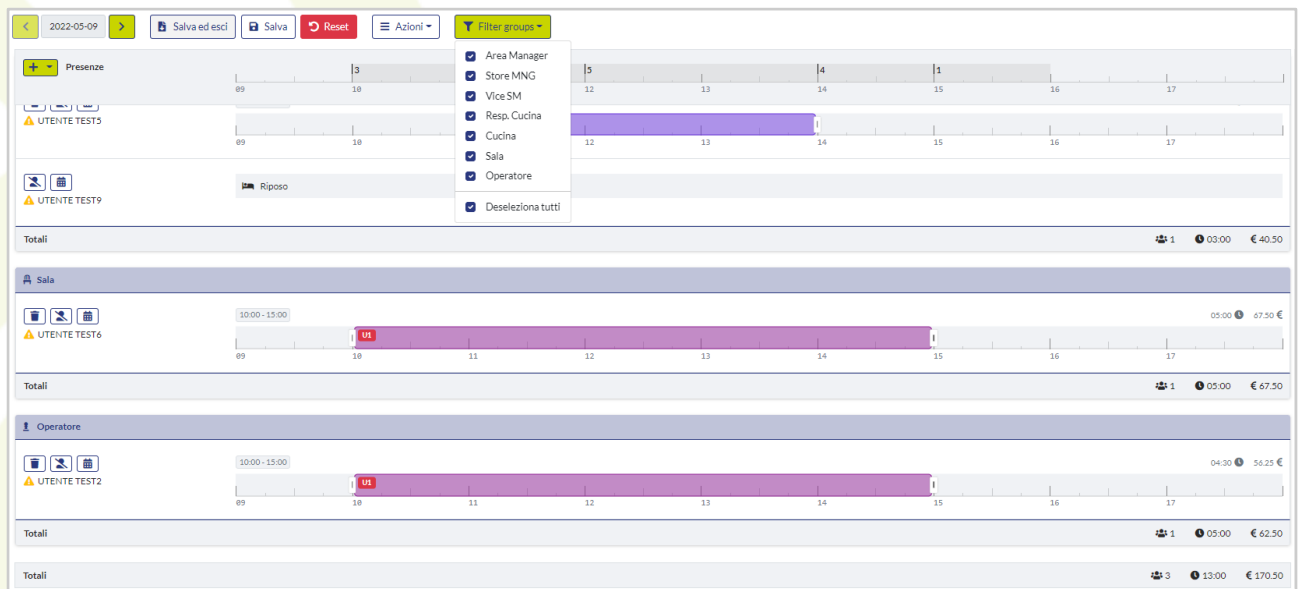 2022-05-09 Salva ed esci Salva Reset Azioni Filter groups
Area Manager
Store MNG
Vice SM
Resp. Cucina
Cucina
Sala
Operatore
Deseleziona tutti
Presenze
3 5 4 1
09 10 12 13 14 15 16 17
UTENTE TEST5
09 10 12 13 14 15 16 17
Riposo
UTENTE TEST9
Totali 1 03:00 € 40.50
Sala
10:00 - 15:00 05:00 67.50 €
UTENTE TEST6 U1
09 10 11 12 13 14 15 16 17
Totali 1 05:00 € 67.50
Operatore
10:00 - 15:00 04:30 56.25 €
UTENTE TEST2 U1
09 10 11 12 13 14 15 16 17
Totali 1 05:00 € 62.50
Totali 3 13:00 € 170.50